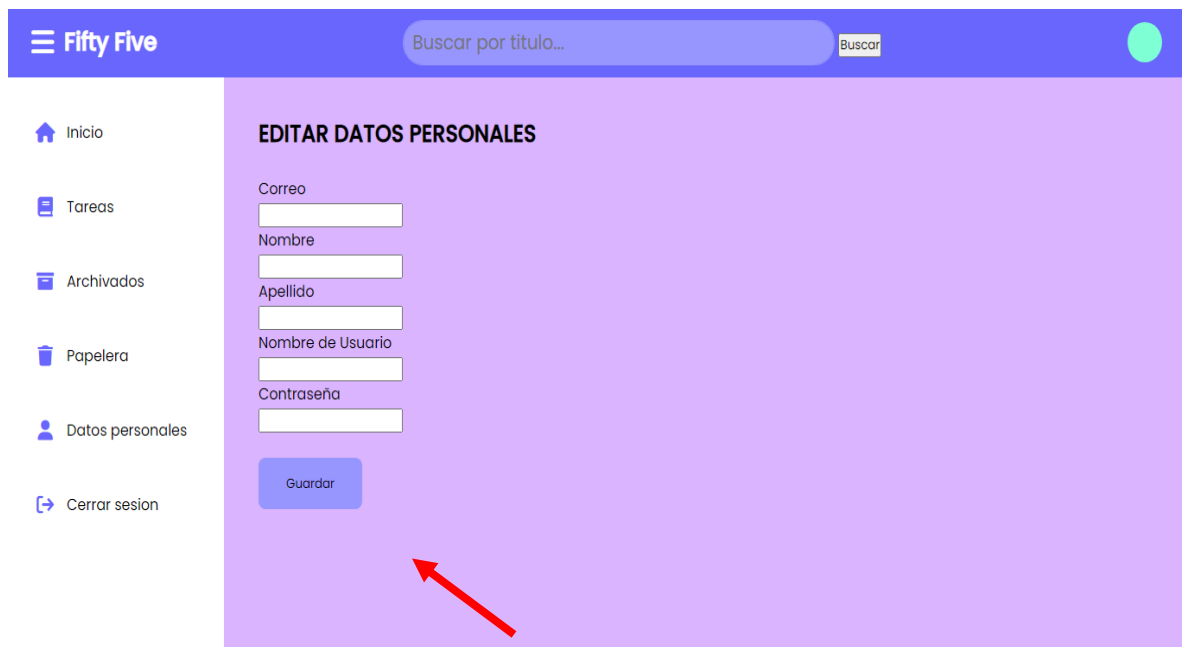 Fifty Five
Buscar por titulo...
Buscar
Inicio
Tareas
Archivados
Papelera
Datos personales
Cerrar sesion
EDITAR DATOS PERSONALES
Correo
Nombre
Apellido
Nombre de Usuario
Contraseña
Guardar